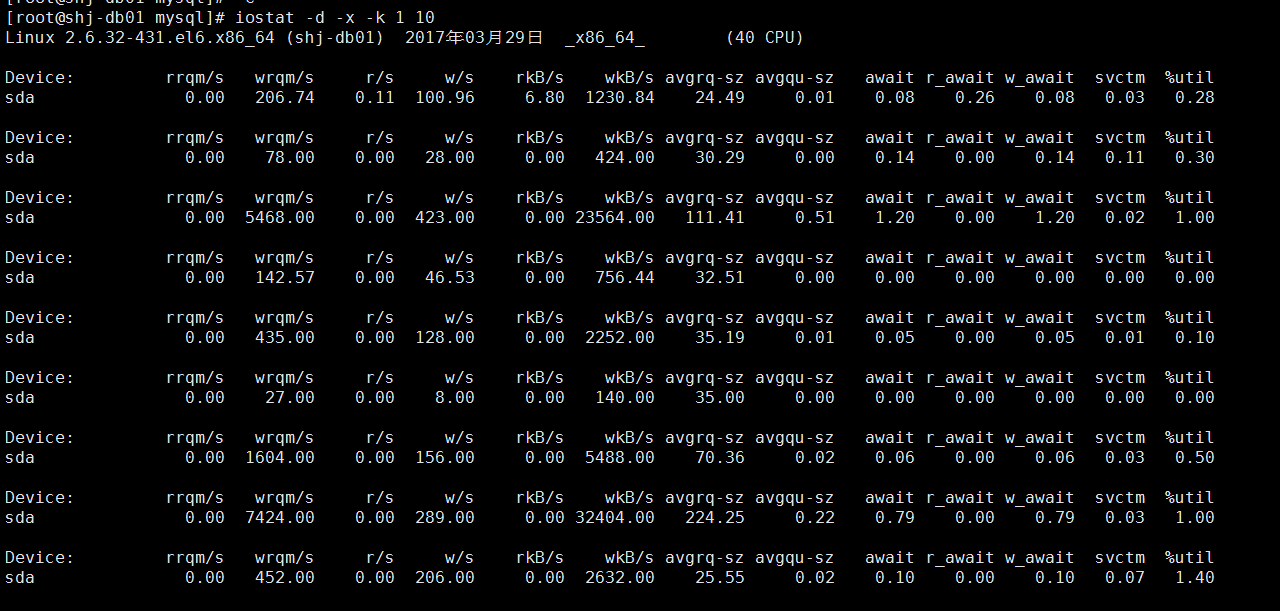 [root@shj-db01 mysql]# ^C
[root@shj-db01 mysql]# iostat -d -x -k 1 10
Linux 2.6.32-431.el6.x86_64 (shj-db01) 2017年03月29日 _x86_64_ (40 CPU)
Device: rrqm/s wrqm/s r/s w/s rkB/s wkB/s avgrq-sz avgqu-sz await r_await w_await svctm %util
sda 0.00 206.74 0.11 100.96 6.80 1230.84 24.49 0.01 0.08 0.26 0.08 0.03 0.28
Device: rrqm/s wrqm/s r/s w/s rkB/s wkB/s avgrq-sz avgqu-sz await r_await w_await svctm %util
sda 0.00 78.00 0.00 28.00 0.00 424.00 30.29 0.00 0.14 0.00 0.14 0.11 0.30
Device: rrqm/s wrqm/s r/s w/s rkB/s wkB/s avgrq-sz avgqu-sz await r_await w_await svctm %util
sda 0.00 5468.00 0.00 423.00 0.00 23564.00 111.41 0.51 1.20 0.00 1.20 0.02 1.00
Device: rrqm/s wrqm/s r/s w/s rkB/s wkB/s avgrq-sz avgqu-sz await r_await w_await svctm %util
sda 0.00 142.57 0.00 46.53 0.00 756.44 32.51 0.00 0.00 0.00 0.00 0.00 0.00
Device: rrqm/s wrqm/s r/s w/s rkB/s wkB/s avgrq-sz avgqu-sz await r_await w_await svctm %util
sda 0.00 435.00 0.00 128.00 0.00 2252.00 35.19 0.01 0.05 0.00 0.05 0.01 0.10
Device: rrqm/s wrqm/s r/s w/s rkB/s wkB/s avgrq-sz avgqu-sz await r_await w_await svctm %util
sda 0.00 27.00 0.00 8.00 0.00 140.00 35.00 0.00 0.00 0.00 0.00 0.00 0.00
Device: rrqm/s wrqm/s r/s w/s rkB/s wkB/s avgrq-sz avgqu-sz await r_await w_await svctm %util
sda 0.00 1604.00 0.00 156.00 0.00 5488.00 70.36 0.02 0.06 0.00 0.06 0.03 0.50
Device: rrqm/s wrqm/s r/s w/s rkB/s wkB/s avgrq-sz avgqu-sz await r_await w_await svctm %util
sda 0.00 7424.00 0.00 289.00 0.00 32404.00 224.25 0.22 0.79 0.00 0.79 0.03 1.00
Device: rrqm/s wrqm/s r/s w/s rkB/s wkB/s avgrq-sz avgqu-sz await r_await w_await svctm %util
sda 0.00 452.00 0.00 206.00 0.00 2632.00 25.55 0.02 0.10 0.00 0.10 0.07 1.40